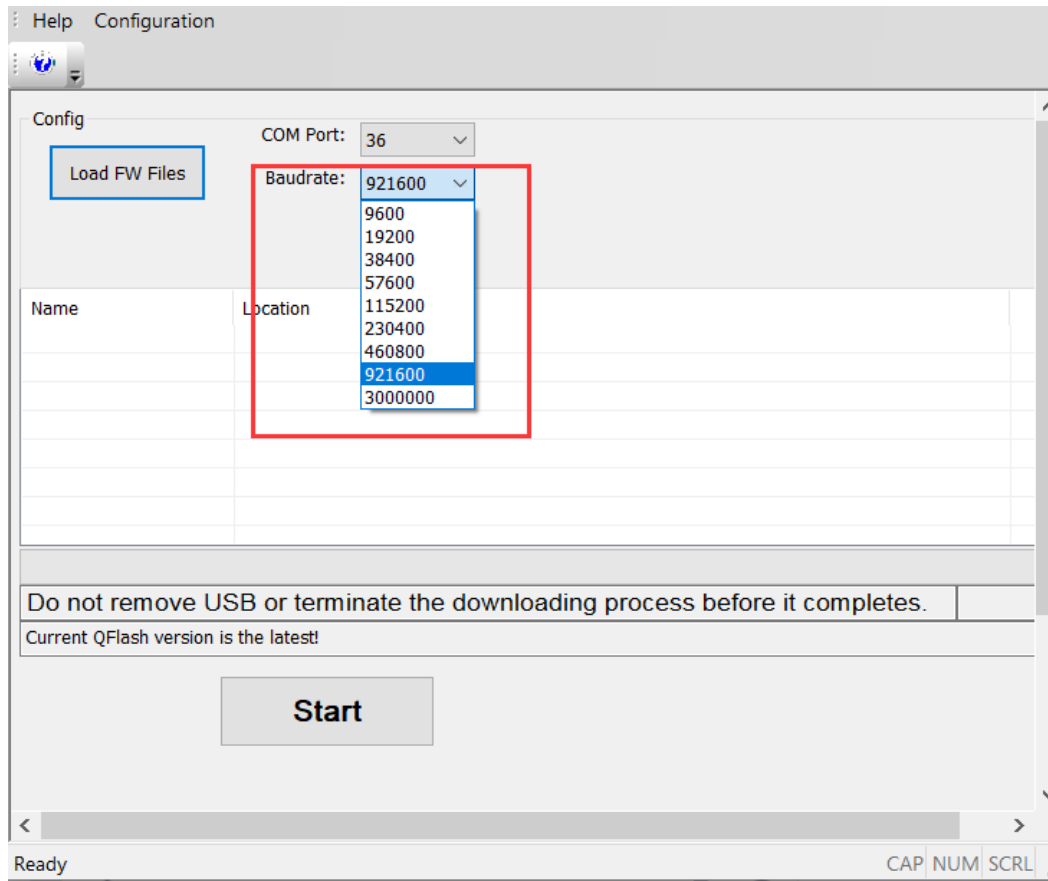 Help Configuration
Config
COM Port: 36
Load FW Files
Baudrate: 921600
9600
19200
38400
57600
115200
230400
460800
921600
3000000
Name Location
Do not remove USB or terminate the downloading process before it completes.
Current QFlash version is the latest!
Start
Ready CAP NUM SCRL